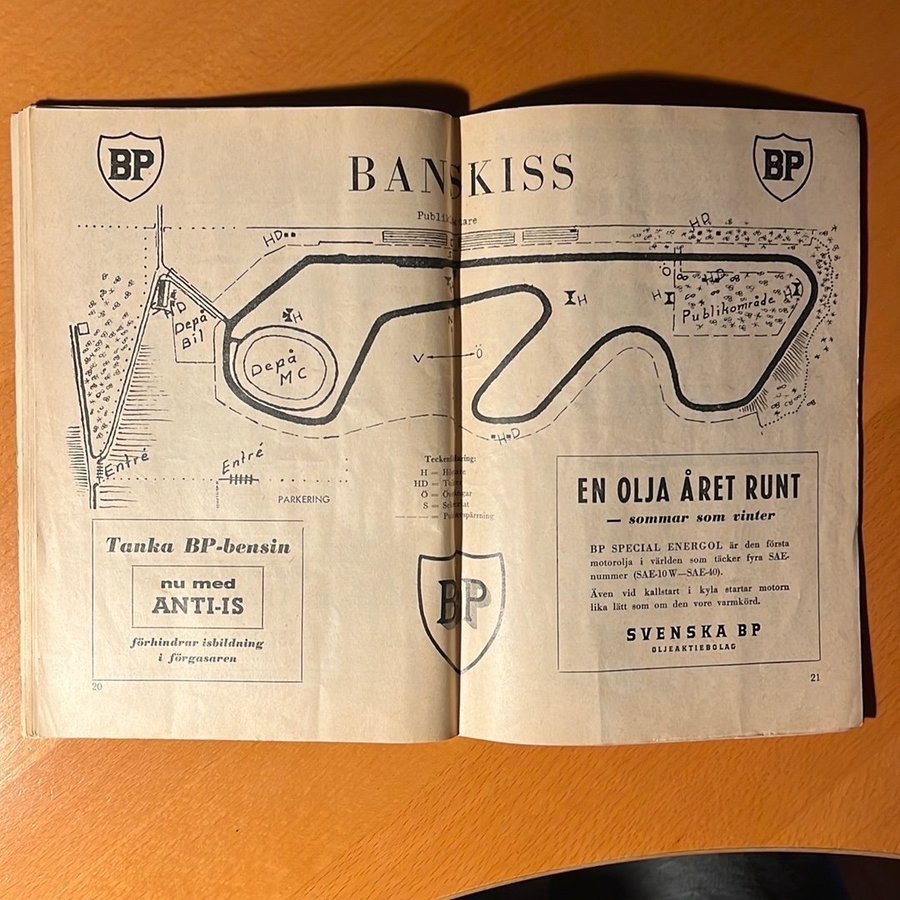 BP
BANSKISS
BP
HD
HD
HD
Ö
H
H
H
H
Publikområde
D
Depå
Bil
Depå
MC
V Ö
HD
Entré
Entré
PARKERING
H =
HD =
Ö =
S =
Tanka BP-bensin
nu med
ANTI-IS
förhindrar isbildning
i förgasaren
BP
EN OLJA ÅRET RUNT
— sommar som vinter
BP SPECIAL ENERGOL är den första
motorolja i världen som täcker fyra SAE-
nummer (SAE-10 W—SAE-40).
Även vid kallstart i kyla startar motorn
lika lätt som om den vore varmkörd.
SVENSKA BP
OLJEAKTIEBOLAG
20
21